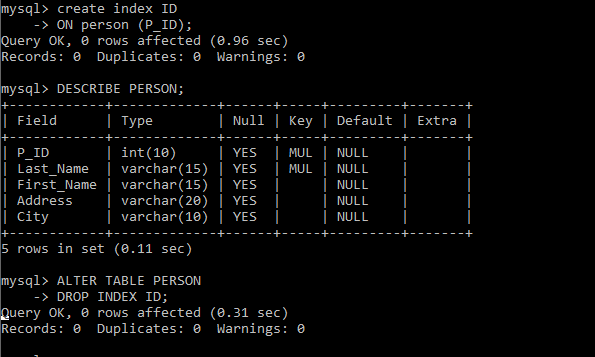 mysql> create index ID
    -> ON person (P_ID);
Query OK, 0 rows affected (0.96 sec)
Records: 0  Duplicates: 0  Warnings: 0

mysql> DESCRIBE PERSON;
+------------+-------------+------+-----+---------+-------+
| Field      | Type        | Null | Key | Default | Extra |
+------------+-------------+------+-----+---------+-------+
| P_ID       | int(10)     | YES  | MUL | NULL    |       |
| Last_Name  | varchar(15) | YES  | MUL | NULL    |       |
| First_Name | varchar(15) | YES  |     | NULL    |       |
| Address    | varchar(20) | YES  |     | NULL    |       |
| City       | varchar(10) | YES  |     | NULL    |       |
+------------+-------------+------+-----+---------+-------+
5 rows in set (0.11 sec)

mysql> ALTER TABLE PERSON
    -> DROP INDEX ID;
Query OK, 0 rows affected (0.31 sec)
Records: 0  Duplicates: 0  Warnings: 0

mysql>